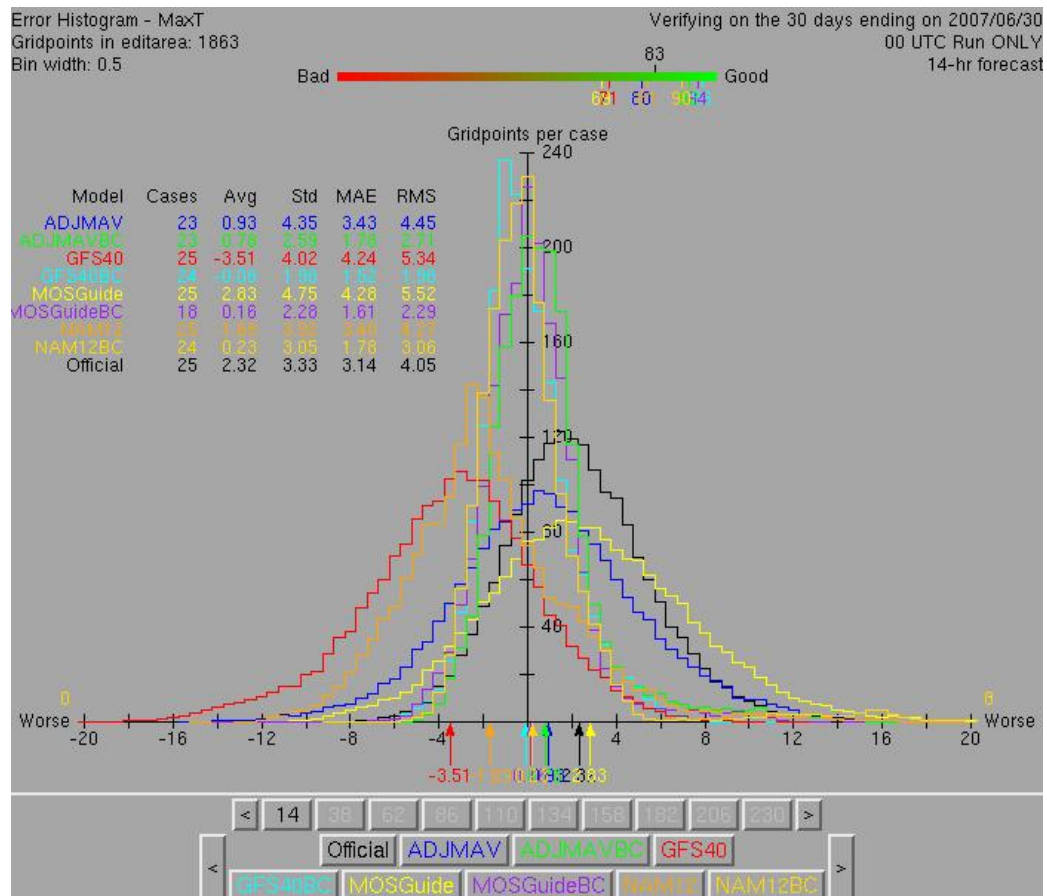 Error Histogram - MaxT
Verifying on the 30 days ending on 2007/06/30
Gridpoints in editarea: 1863
00 UTC Run ONLY
Bin width: 0.5
14-hr forecast
83
Bad
Good
80
Gridpoints per case
240
Model Cases Avg Std MAE RMS
ADJMAV 23 0.93 4.35 3.43 4.45
ADJMAVBC 23 0.78 2.59 1.78 2.71
GFS40 25 -3.51 4.02 4.24 5.34
GFS40BC 24 1.98 1.52 1.98
MOSGuide 25 2.83 4.75 4.28 5.52
MOSGuideBC 18 0.16 2.28 1.61 2.29
NAM12 25
NAM12BC 24 0.23 3.05 1.78 3.06
Official 25 2.32 3.33 3.14 4.05
200
160
120
80
40
0
Worse
Worse
-20 -16 -12 -8 -4 4 8 12 16 20
-3.51
< 14 38 62 86 110 134 158 182 206 230 >
Official ADJMAV ADJMAVBC GFS40
< >
GFS40BC MOSGuide MOSGuideBC NAM12 NAM12BC